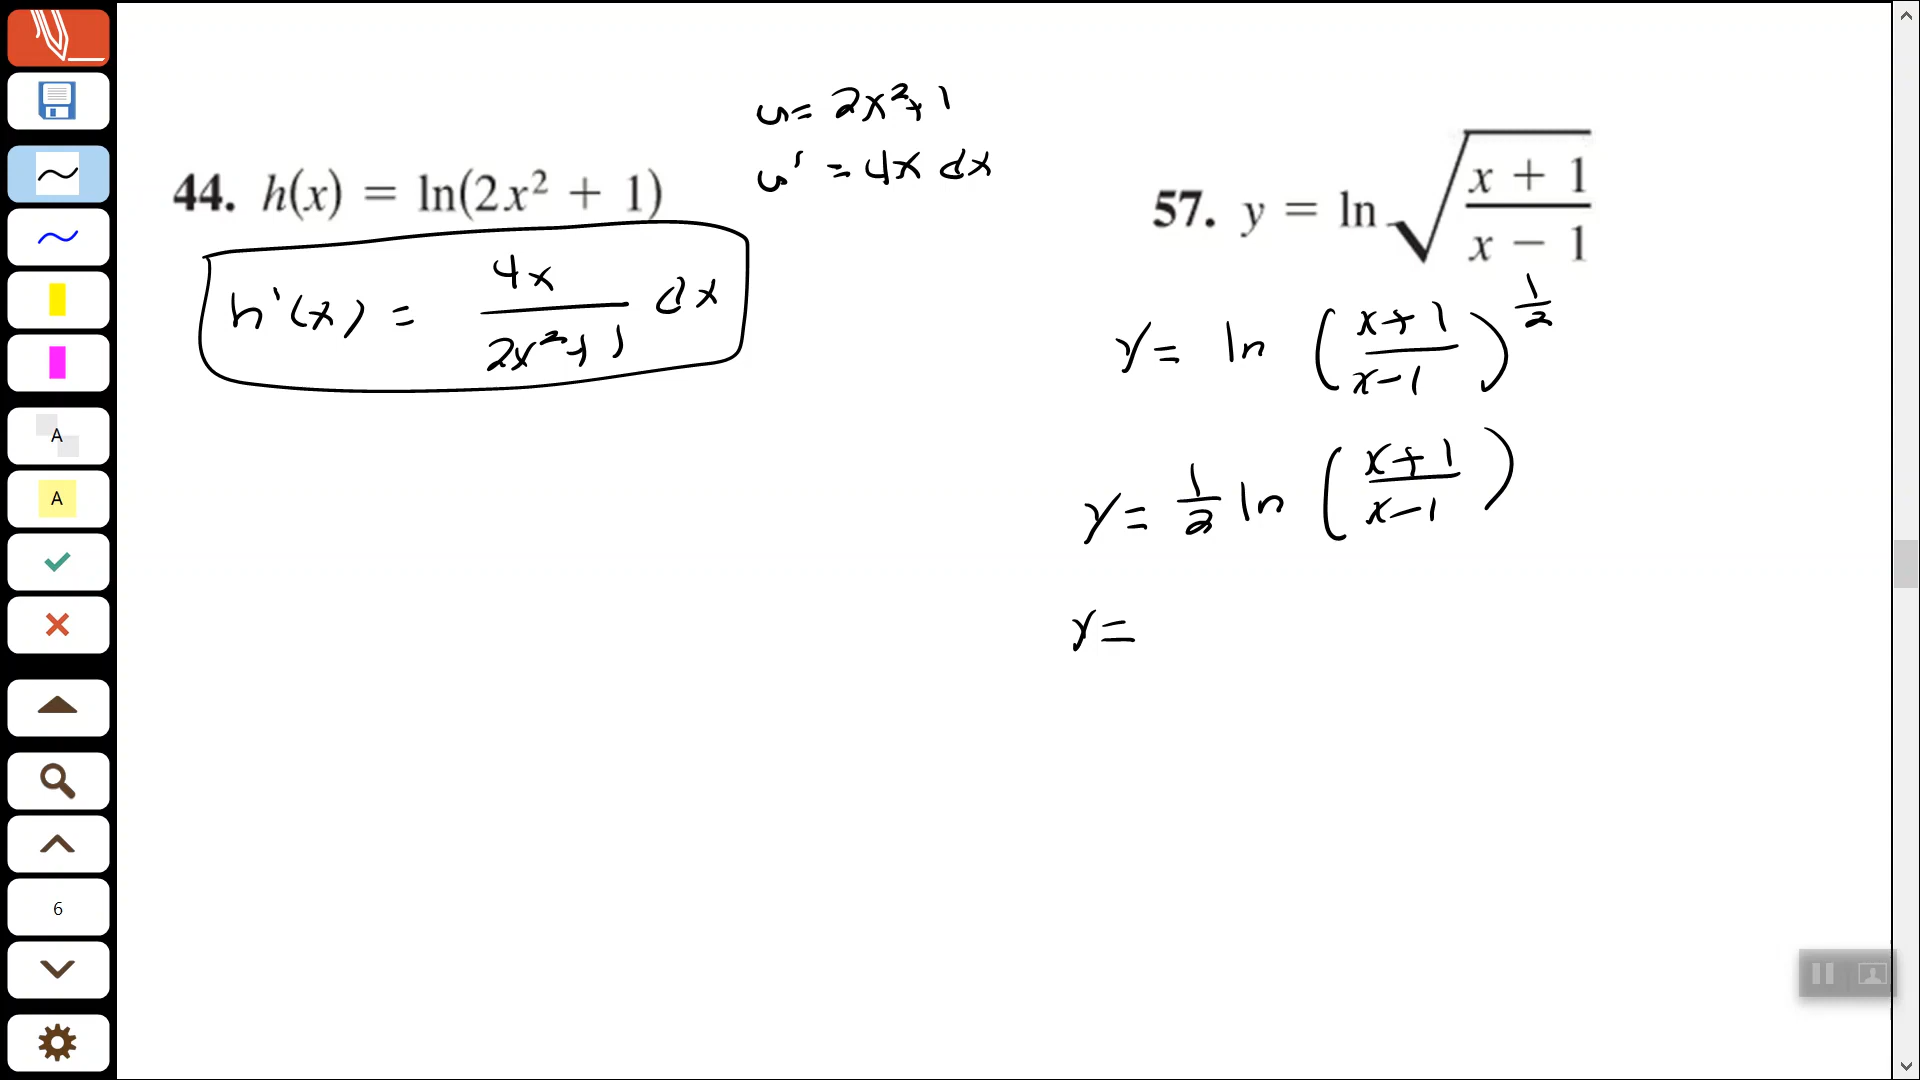 44. h(x) = ln(2x² + 1)
u = 2x² + 1
u' = 4x dx
h'(x) = 4x / 2x² + 1 dx
57. y = ln √(x + 1 / x − 1)
y = ln (x+1 / x-1)^1/2
y = 1/2 ln (x+1 / x-1)
y =
A
A
6